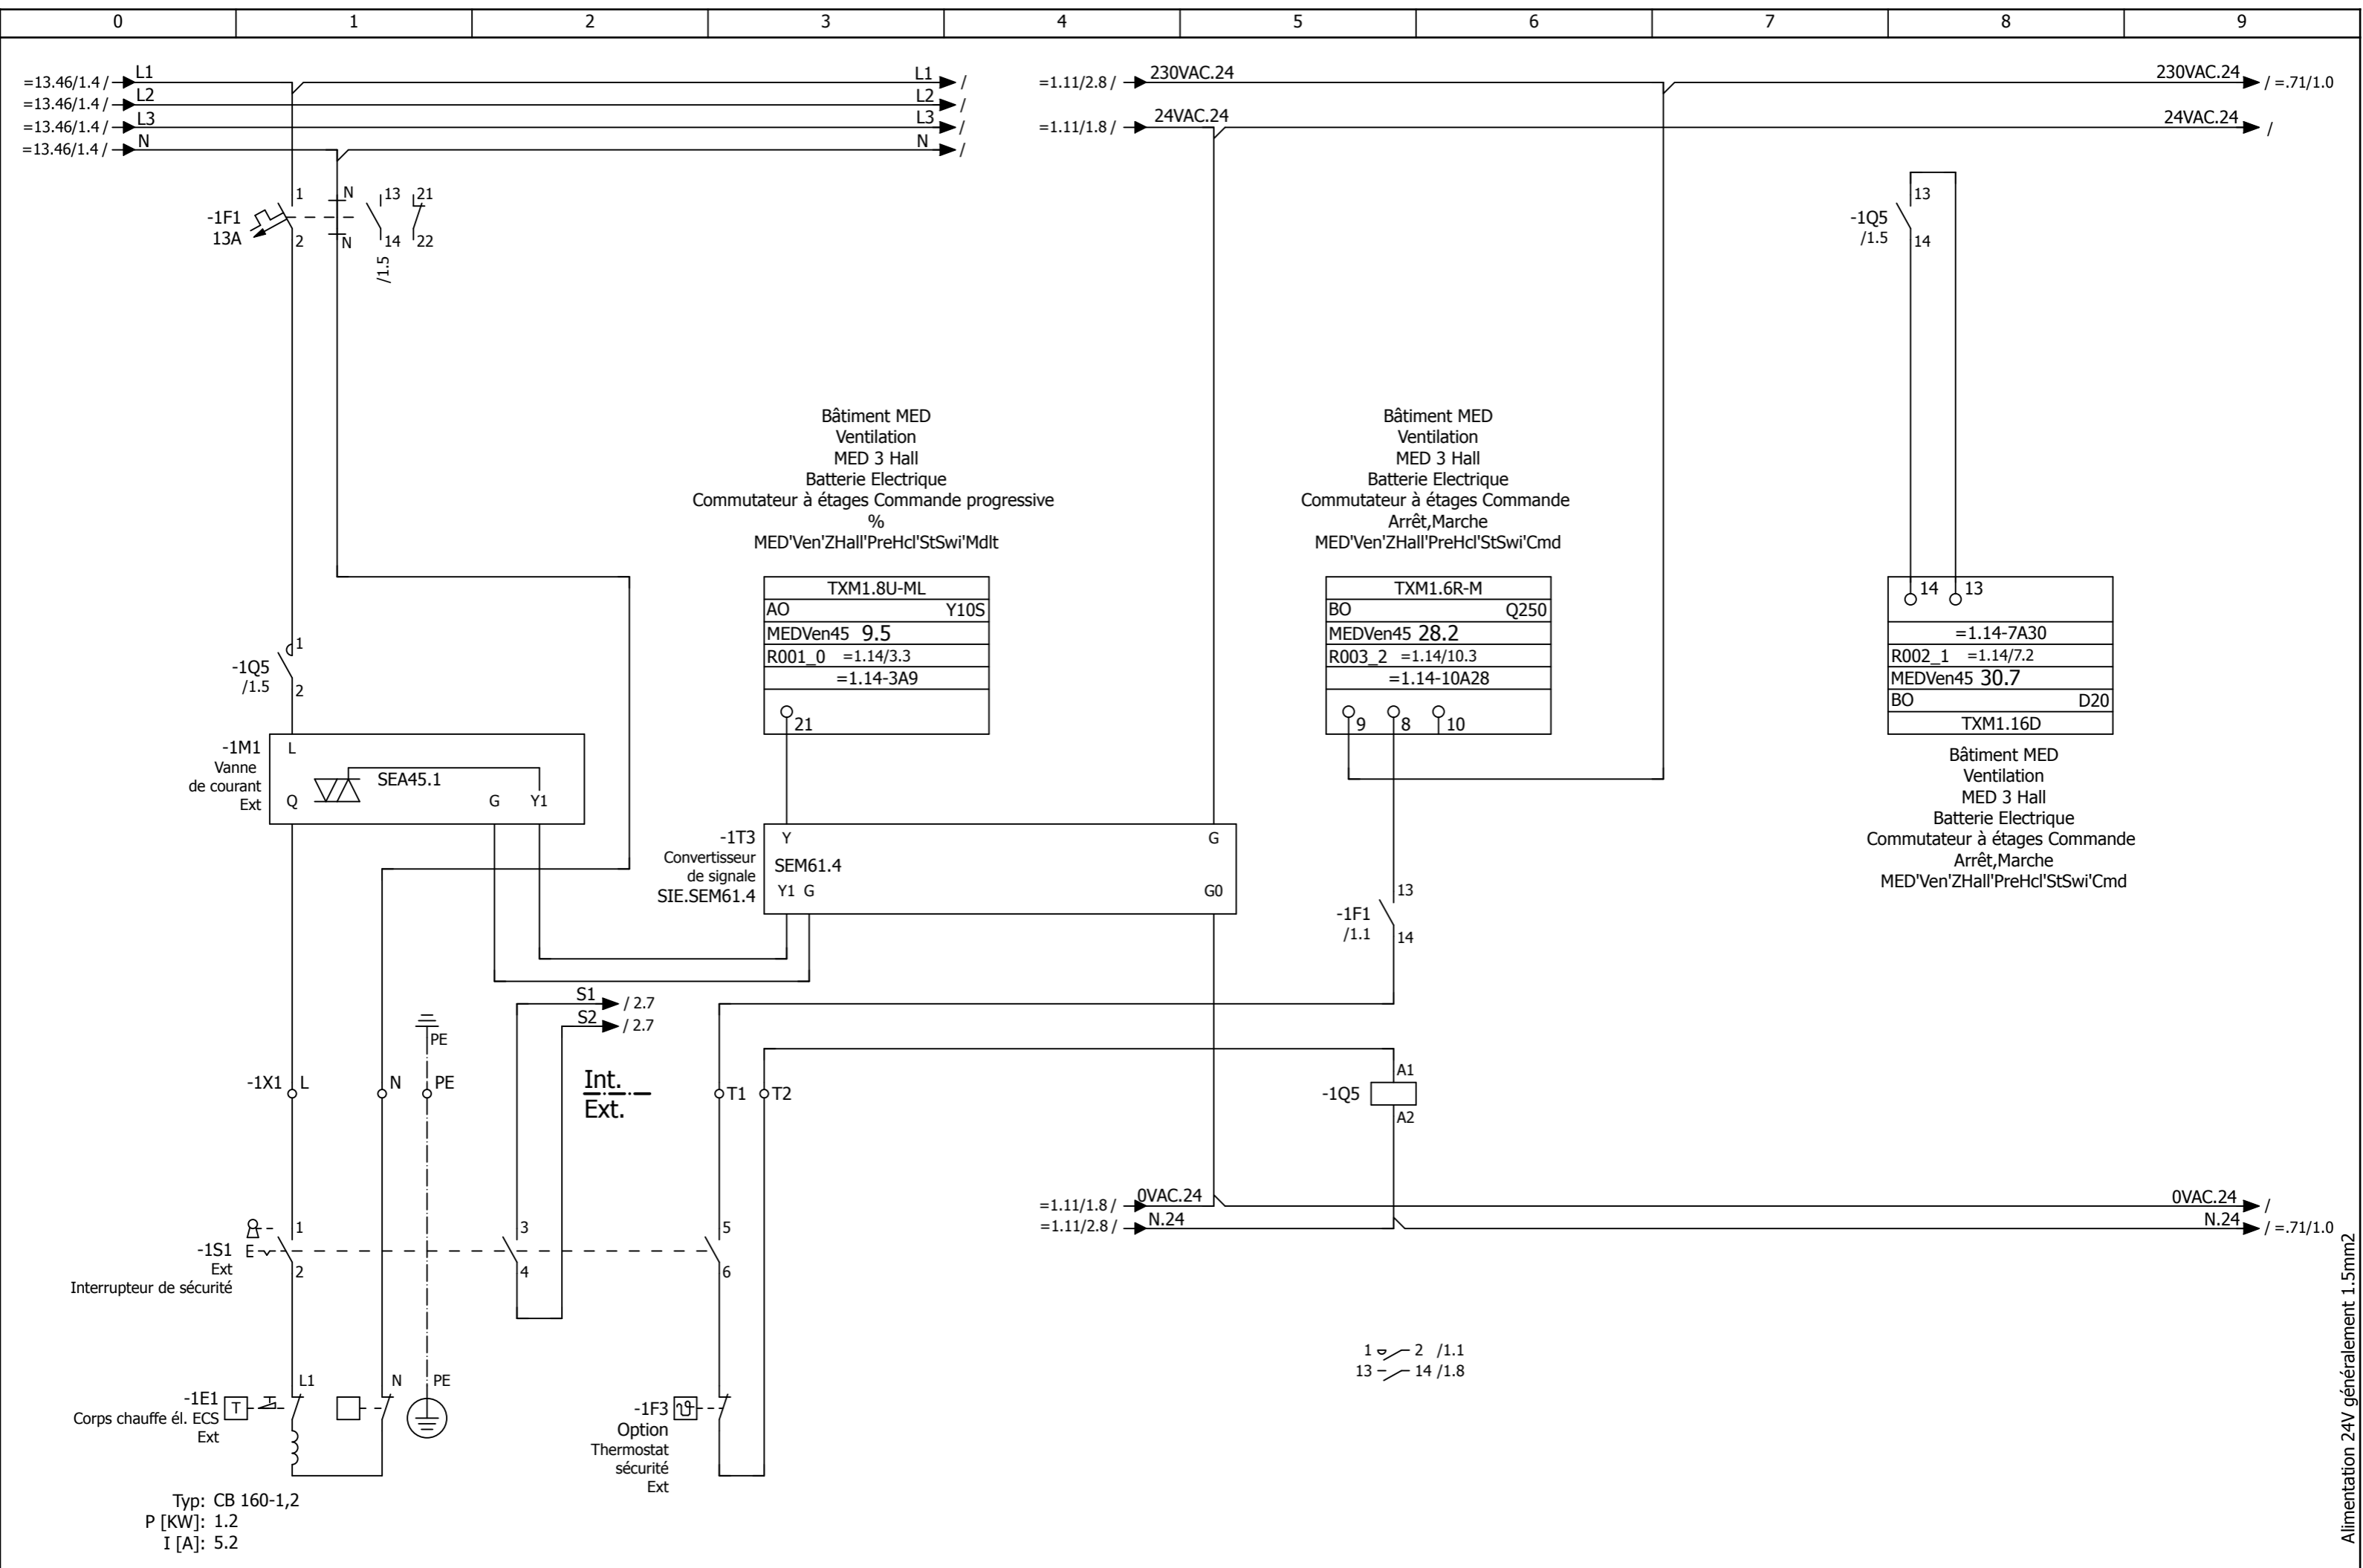 0 1 2 3 4 5 6 7 8 9
=13.46/1.4 / L1 L1 /
=13.46/1.4 / L2 L2 /
=13.46/1.4 / L3 L3 /
=13.46/1.4 / N N /
=1.11/2.8 / 230VAC.24 230VAC.24 / =.71/1.0
=1.11/1.8 / 24VAC.24 24VAC.24 /
-1F1
13A
1
2
N
N
13
14
21
22
/1.5
-1Q5
/1.5
13
14
Bâtiment MED
Ventilation
MED 3 Hall
Batterie Electrique
Commutateur à étages Commande progressive
%
MED'Ven'ZHall'PreHcl'StSwi'Mdlt
TXM1.8U-ML
AO Y10S
MEDVen45 9.5
R001_0 =1.14/3.3
=1.14-3A9
21
Bâtiment MED
Ventilation
MED 3 Hall
Batterie Electrique
Commutateur à étages Commande
Arrêt,Marche
MED'Ven'ZHall'PreHcl'StSwi'Cmd
TXM1.6R-M
BO Q250
MEDVen45 28.2
R003_2 =1.14/10.3
=1.14-10A28
9 8 10
14 13
=1.14-7A30
R002_1 =1.14/7.2
MEDVen45 30.7
BO D20
TXM1.16D
Bâtiment MED
Ventilation
MED 3 Hall
Batterie Electrique
Commutateur à étages Commande
Arrêt,Marche
MED'Ven'ZHall'PreHcl'StSwi'Cmd
-1Q5
/1.5
1
2
-1M1
Vanne
de courant
Ext
L
Q
SEA45.1
G Y1
-1T3
Convertisseur
de signale
SIE.SEM61.4
Y G
SEM61.4
Y1 G G0
-1F1
/1.1
13
14
S1 / 2.7
S2 / 2.7
PE
-1X1 L N PE
Int.
Ext.
T1 T2
-1Q5
A1
A2
=1.11/1.8 / 0VAC.24 0VAC.24 /
=1.11/2.8 / N.24 N.24 / =.71/1.0
-1S1
Ext
Interrupteur de sécurité
E
1
2
3
4
5
6
1 2 /1.1
13 14 /1.8
-1E1
Corps chauffe él. ECS
Ext
T
L1 N PE
-1F3
Option
Thermostat
sécurité
Ext
Typ: CB 160-1,2
P [KW]: 1.2
I [A]: 5.2
Alimentation 24V généralement 1.5mm2